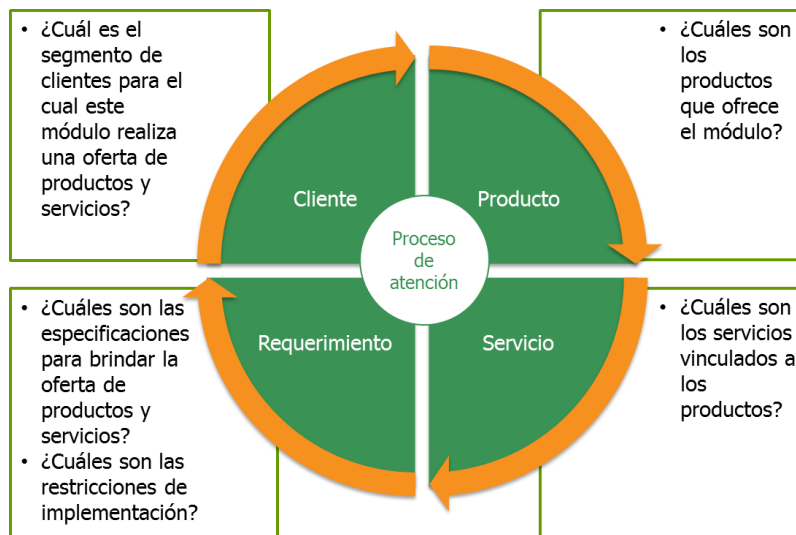 • ¿Cuál es el
segmento de
clientes para el
cual este
módulo realiza
una oferta de
productos y
servicios?
• ¿Cuáles son
los
productos
que ofrece
el módulo?
Cliente
Producto
Proceso
de
atención
Requerimiento
Servicio
• ¿Cuáles son las
especificaciones
para brindar la
oferta de
productos y
servicios?
• ¿Cuáles son las
restricciones de
implementación?
• ¿Cuáles son
los servicios
vinculados a
los
productos?